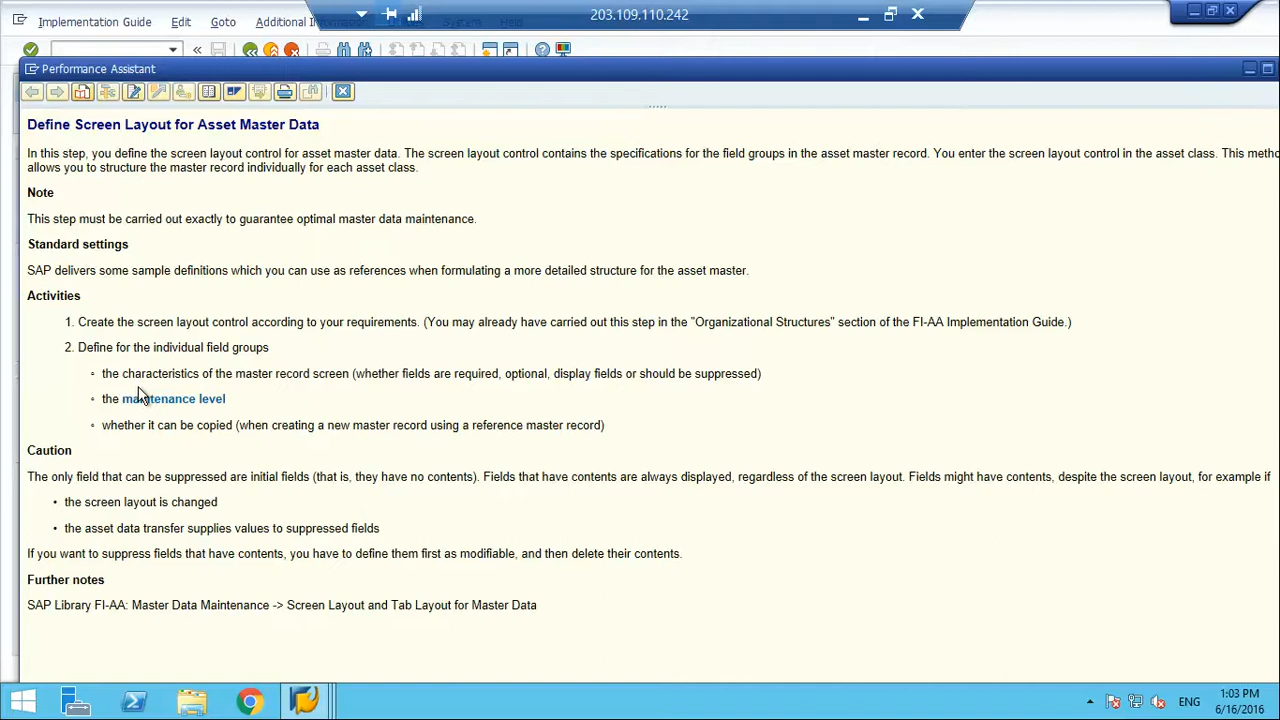 203.109.110.242
Implementation Guide Edit Goto Additional
Performance Assistant
Define Screen Layout for Asset Master Data
In this step, you define the screen layout control for asset master data. The screen layout control contains the specifications for the field groups in the asset master record. You enter the screen layout control in the asset class. This
allows you to structure the master record individually for each asset class.
Note
This step must be carried out exactly to guarantee optimal master data maintenance.
Standard settings
SAP delivers some sample definitions which you can use as references when formulating a more detailed structure for the asset master.
Activities
1. Create the screen layout control according to your requirements. (You may already have carried out this step in the "Organizational Structures" section of the FI-AA Implementation Guide.)
2. Define for the individual field groups
◦ the characteristics of the master record screen (whether fields are required, optional, display fields or should be suppressed)
◦ the maintenance level
◦ whether it can be copied (when creating a new master record using a reference master record)
Caution
The only field that can be suppressed are initial fields (that is, they have no contents). Fields that have contents are always displayed, regardless of the screen layout. Fields might have contents, despite the screen layout, for example if
• the screen layout is changed
• the asset data transfer supplies values to suppressed fields
If you want to suppress fields that have contents, you have to define them first as modifiable, and then delete their contents.
Further notes
SAP Library FI-AA: Master Data Maintenance -> Screen Layout and Tab Layout for Master Data
ENG
1:03 PM
6/16/2016